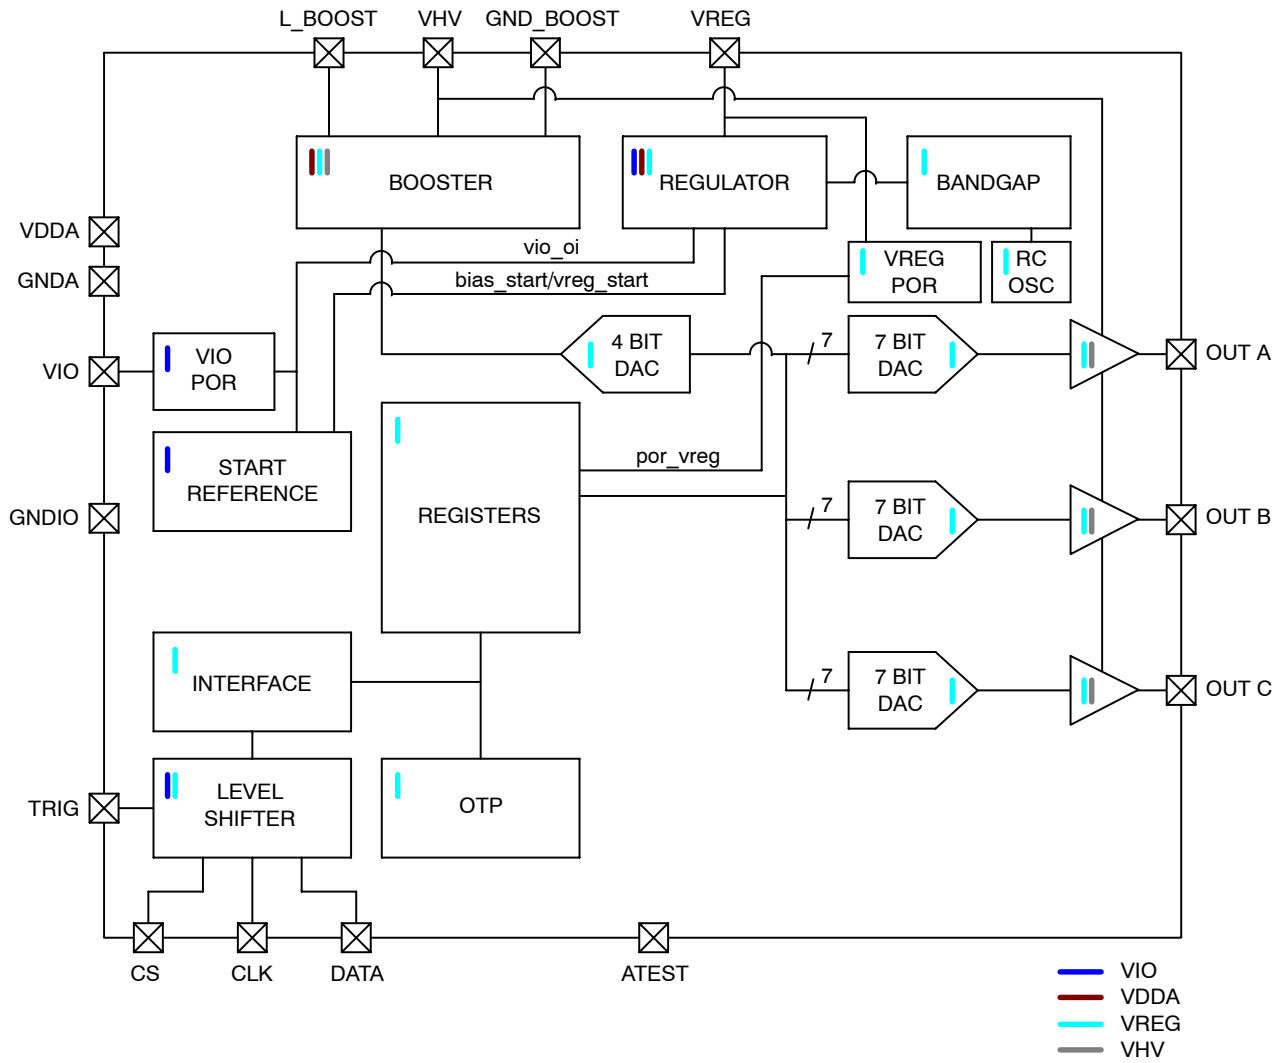 L_BOOST
VHV
GND_BOOST
VREG
BOOSTER
REGULATOR
BANDGAP
VDDA
GNDA
vio_oi
bias_start/vreg_start
VREG
POR
RC
OSC
VIO
VIO
POR
4 BIT
DAC
7
7 BIT
DAC
OUT A
START
REFERENCE
REGISTERS
por_vreg
GNDIO
7
7 BIT
DAC
OUT B
INTERFACE
7
7 BIT
DAC
OUT C
TRIG
LEVEL
SHIFTER
OTP
CS
CLK
DATA
ATEST
VIO
VDDA
VREG
VHV